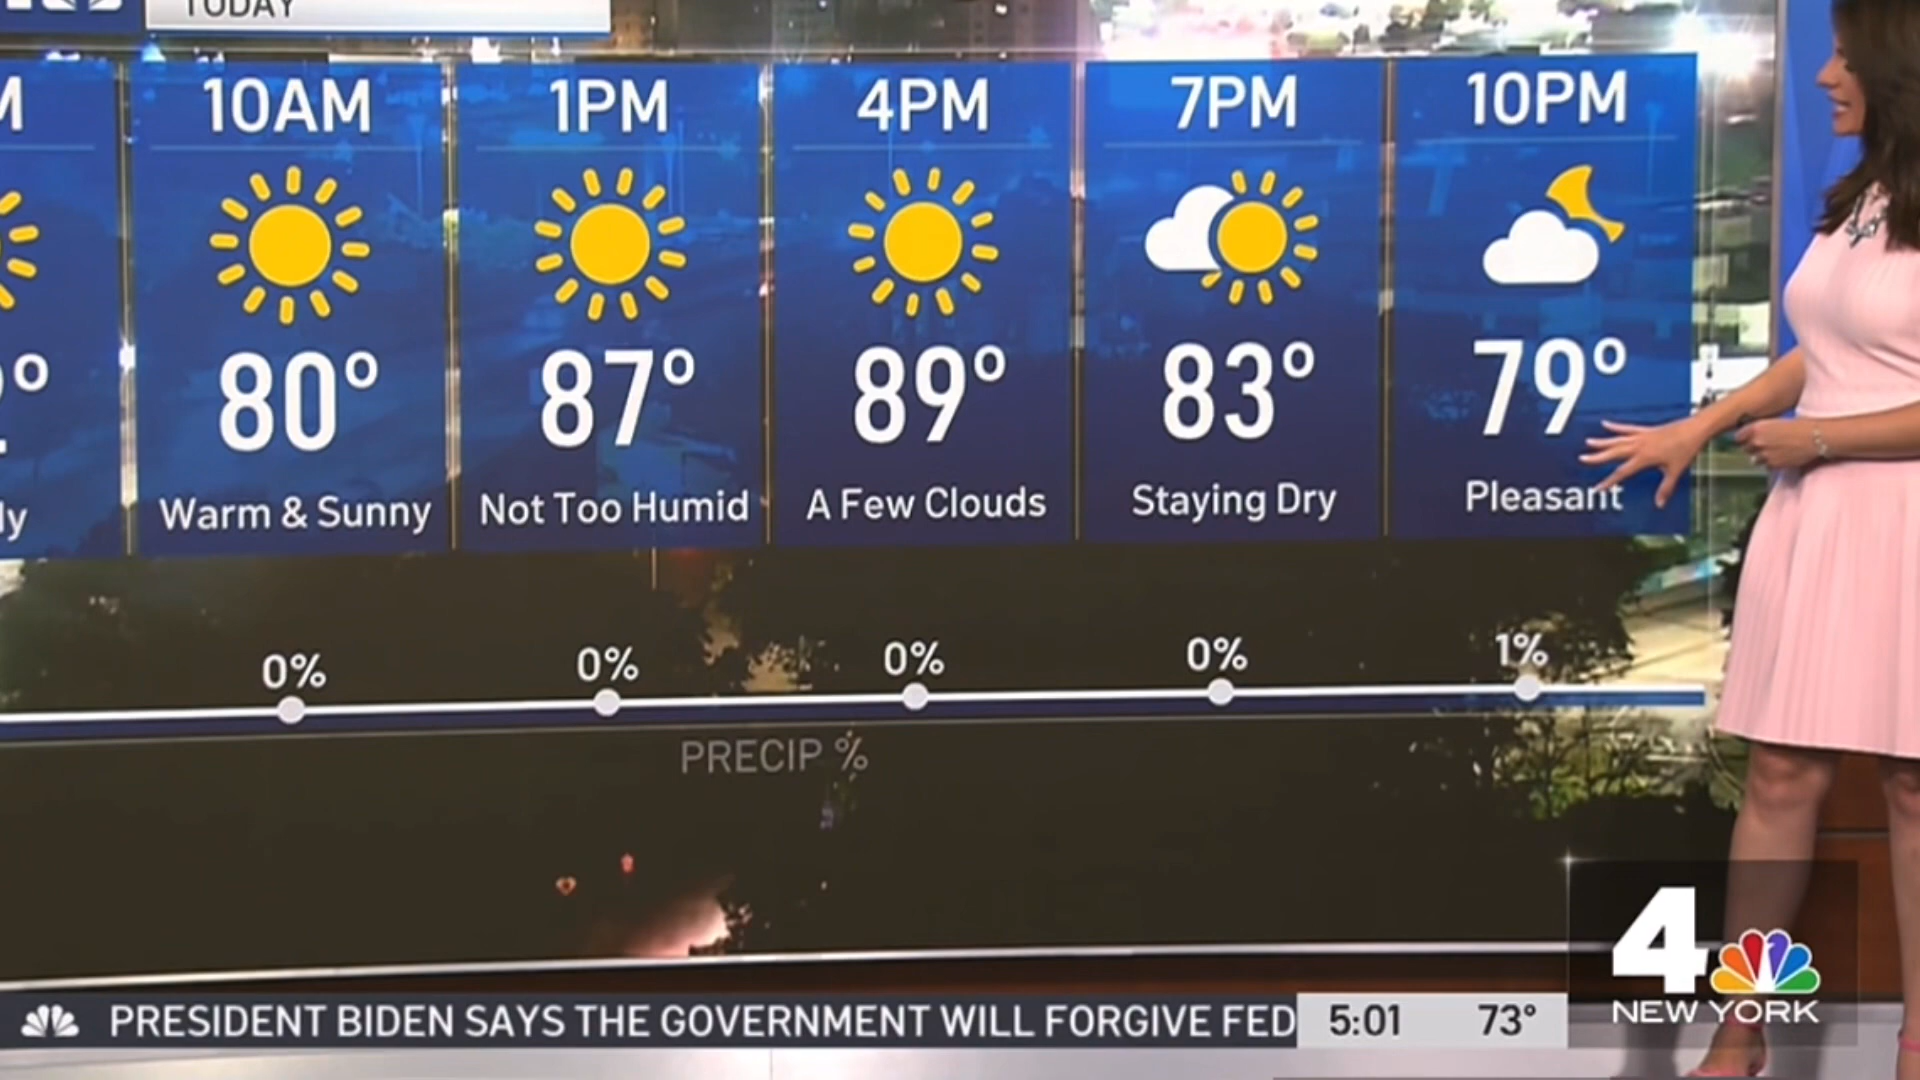 TODAY
10AM 1PM 4PM 7PM 10PM
80° 87° 89° 83° 79°
Warm & Sunny Not Too Humid A Few Clouds Staying Dry Pleasant
0% 0% 0% 0% 1%
PRECIP %
4
NEW YORK
PRESIDENT BIDEN SAYS THE GOVERNMENT WILL FORGIVE FED 5:01 73°